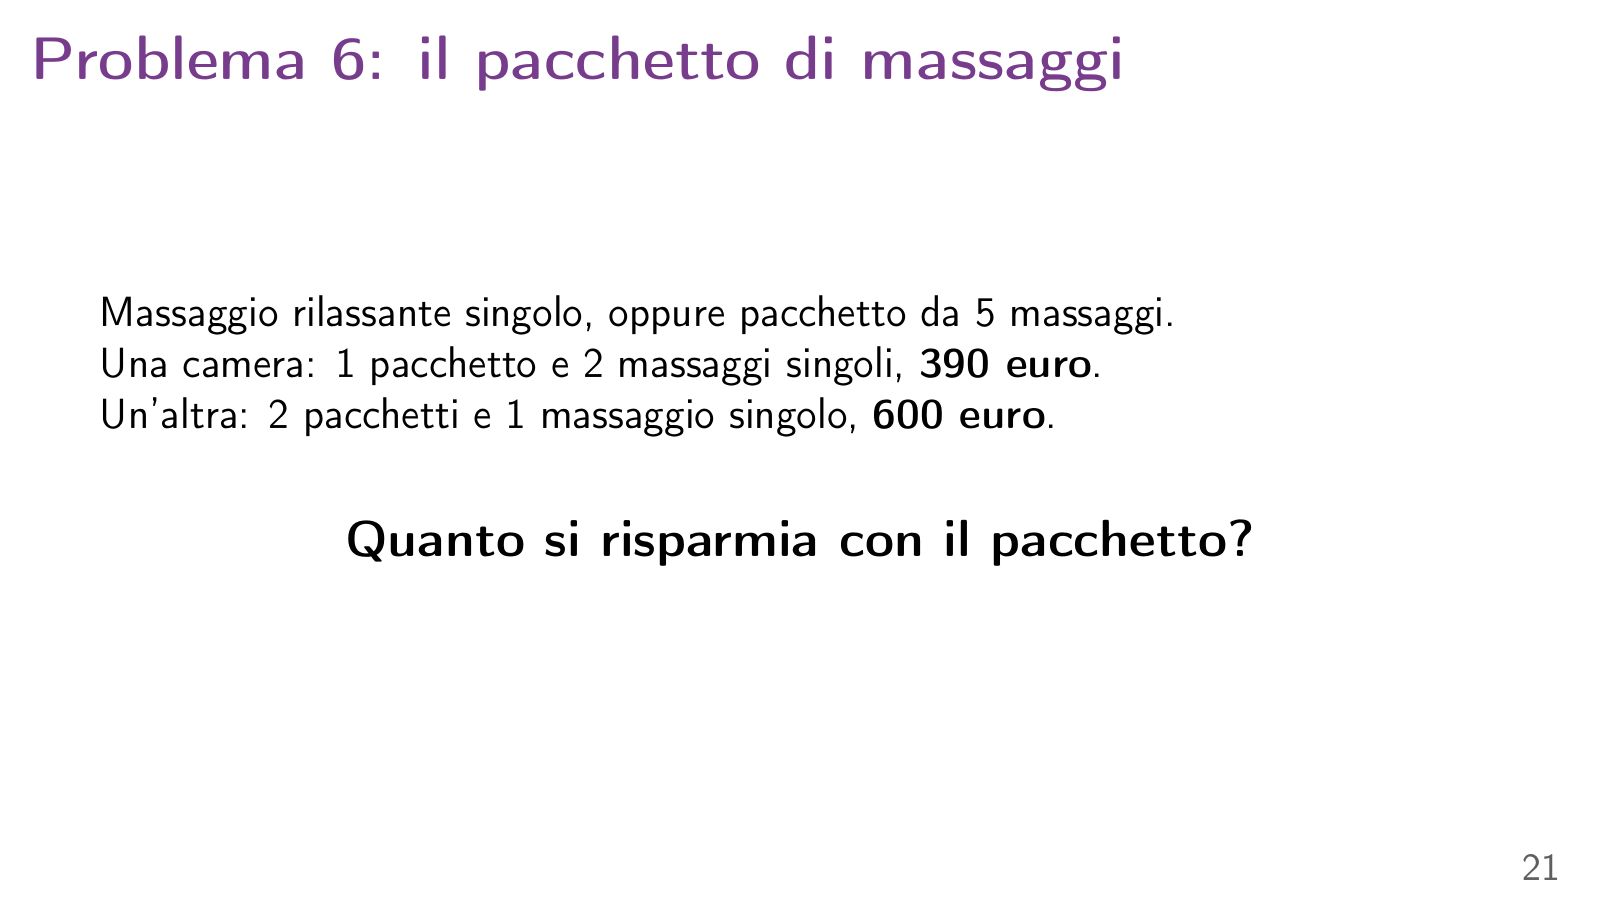 Problema 6: il pacchetto di massaggi
Massaggio rilassante singolo, oppure pacchetto da 5 massaggi.
Una camera: 1 pacchetto e 2 massaggi singoli, 390 euro.
Un'altra: 2 pacchetti e 1 massaggio singolo, 600 euro.
Quanto si risparmia con il pacchetto?
21